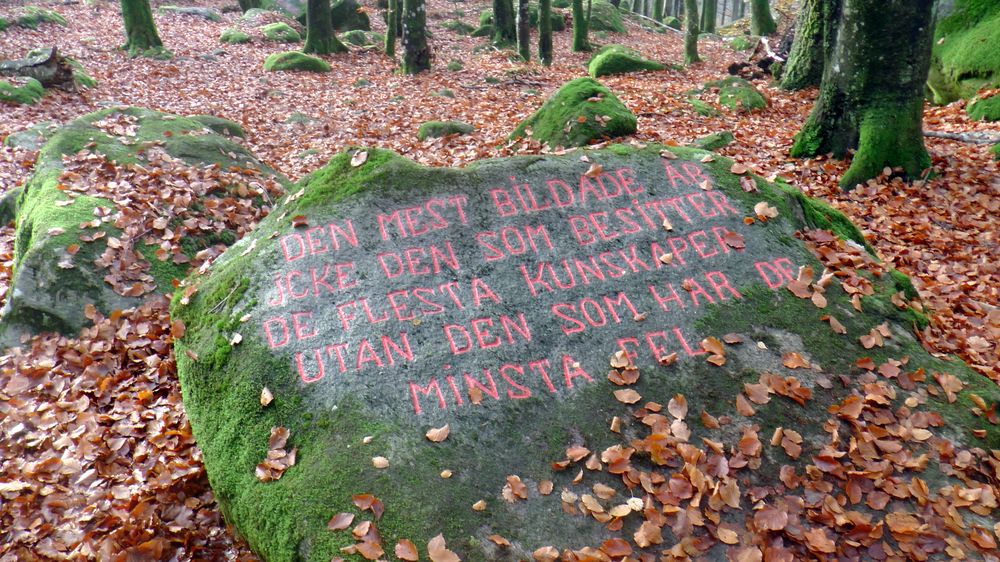 DEN MEST BILDADE ÄR
ICKE DEN SOM BESITTER
DE FLESTA KUNSKAPER
UTAN DEN SOM HAR DE
MINSTA FEL.